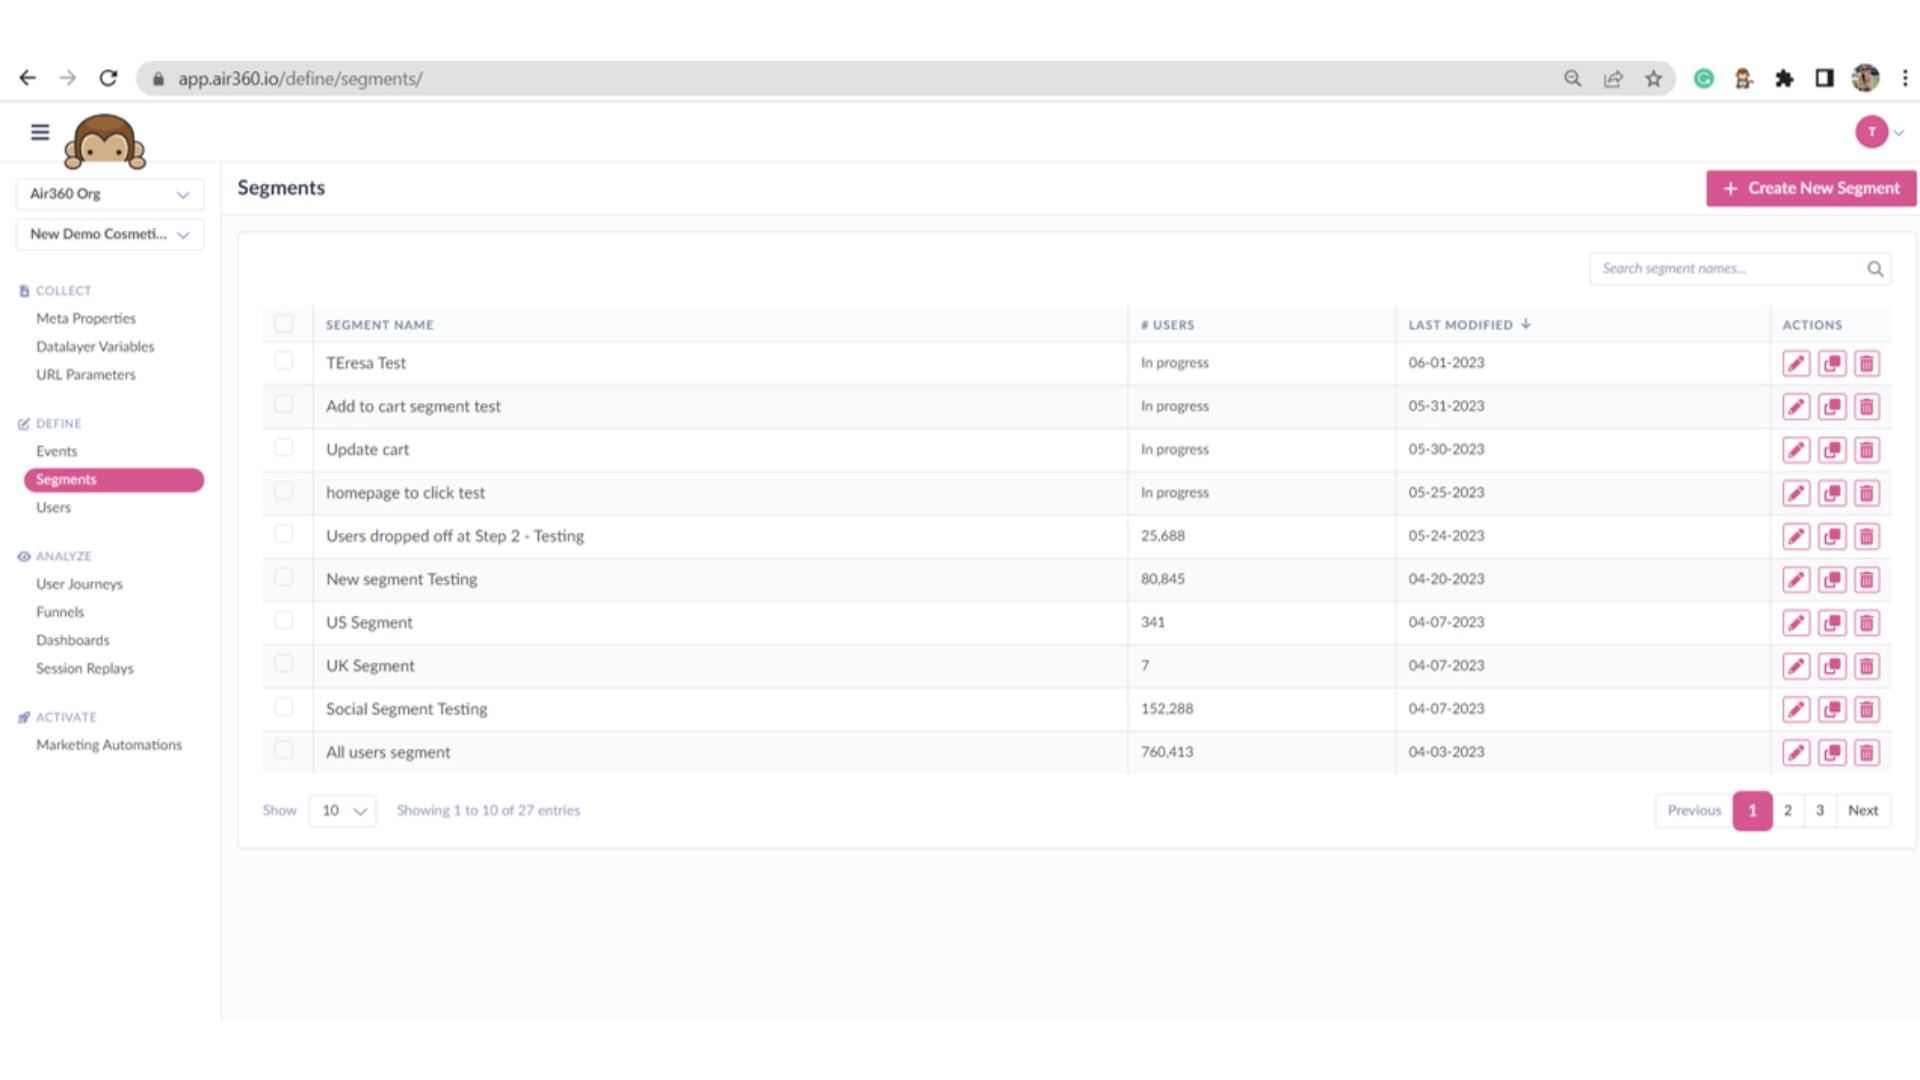 app.air360.io/define/segments/
T
Air360 Org
New Demo Cosmeti...
COLLECT
Meta Properties
Datalayer Variables
URL Parameters
DEFINE
Events
Segments
Users
ANALYZE
User Journeys
Funnels
Dashboards
Session Replays
ACTIVATE
Marketing Automations
Segments
+ Create New Segment
Search segment names...
SEGMENT NAME # USERS LAST MODIFIED ↓ ACTIONS
TEresa Test In progress 06-01-2023
Add to cart segment test In progress 05-31-2023
Update cart In progress 05-30-2023
homepage to click test In progress 05-25-2023
Users dropped off at Step 2 - Testing 25,688 05-24-2023
New segment Testing 80,845 04-20-2023
US Segment 341 04-07-2023
UK Segment 7 04-07-2023
Social Segment Testing 152,288 04-07-2023
All users segment 760,413 04-03-2023
Show 10 Showing 1 to 10 of 27 entries Previous 1 2 3 Next